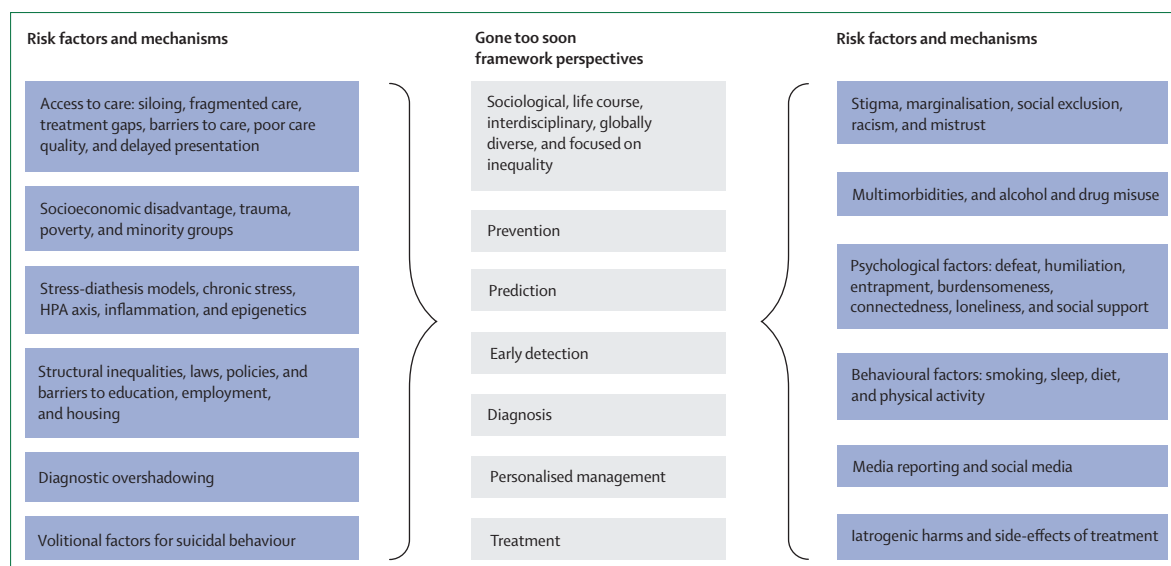 Risk factors and mechanisms
Access to care: siloing, fragmented care,
treatment gaps, barriers to care, poor care
quality, and delayed presentation
Socioeconomic disadvantage, trauma,
poverty, and minority groups
Stress-diathesis models, chronic stress,
HPA axis, inflammation, and epigenetics
Structural inequalities, laws, policies, and
barriers to education, employment,
and housing
Diagnostic overshadowing
Volitional factors for suicidal behaviour
Gone too soon
framework perspectives
Sociological, life course,
interdisciplinary, globally
diverse, and focused on
inequality
Prevention
Prediction
Early detection
Diagnosis
Personalised management
Treatment
Risk factors and mechanisms
Stigma, marginalisation, social exclusion,
racism, and mistrust
Multimorbidities, and alcohol and drug misuse
Psychological factors: defeat, humiliation,
entrapment, burdensomeness,
connectedness, loneliness, and social support
Behavioural factors: smoking, sleep, diet,
and physical activity
Media reporting and social media
Iatrogenic harms and side-effects of treatment